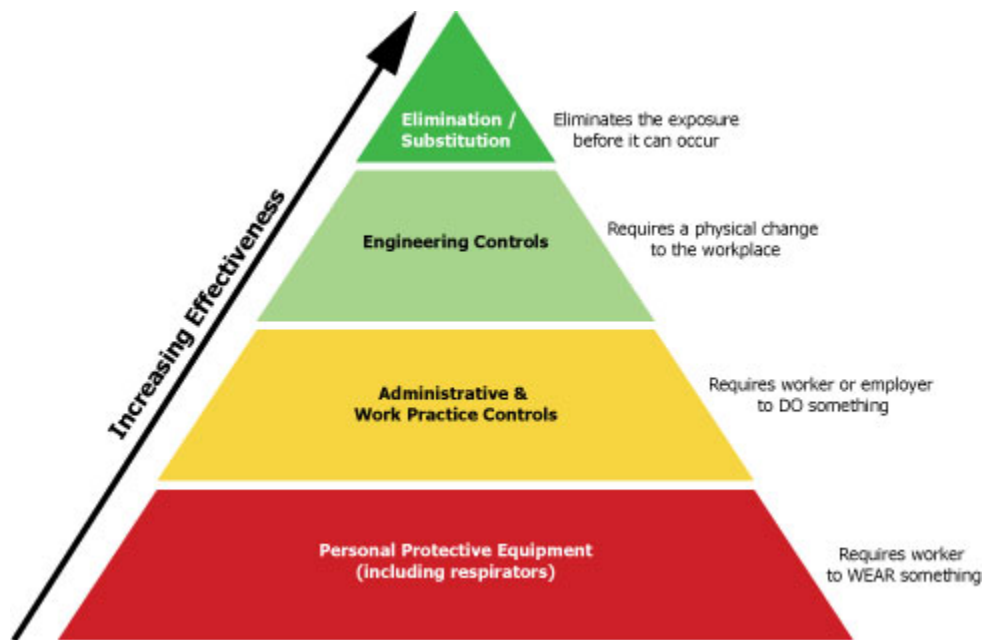 Increasing Effectiveness
Elimination /
Substitution
Eliminates the exposure
before it can occur
Engineering Controls
Requires a physical change
to the workplace
Administrative &
Work Practice Controls
Requires worker or employer
to DO something
Personal Protective Equipment
(including respirators)
Requires worker
to WEAR something